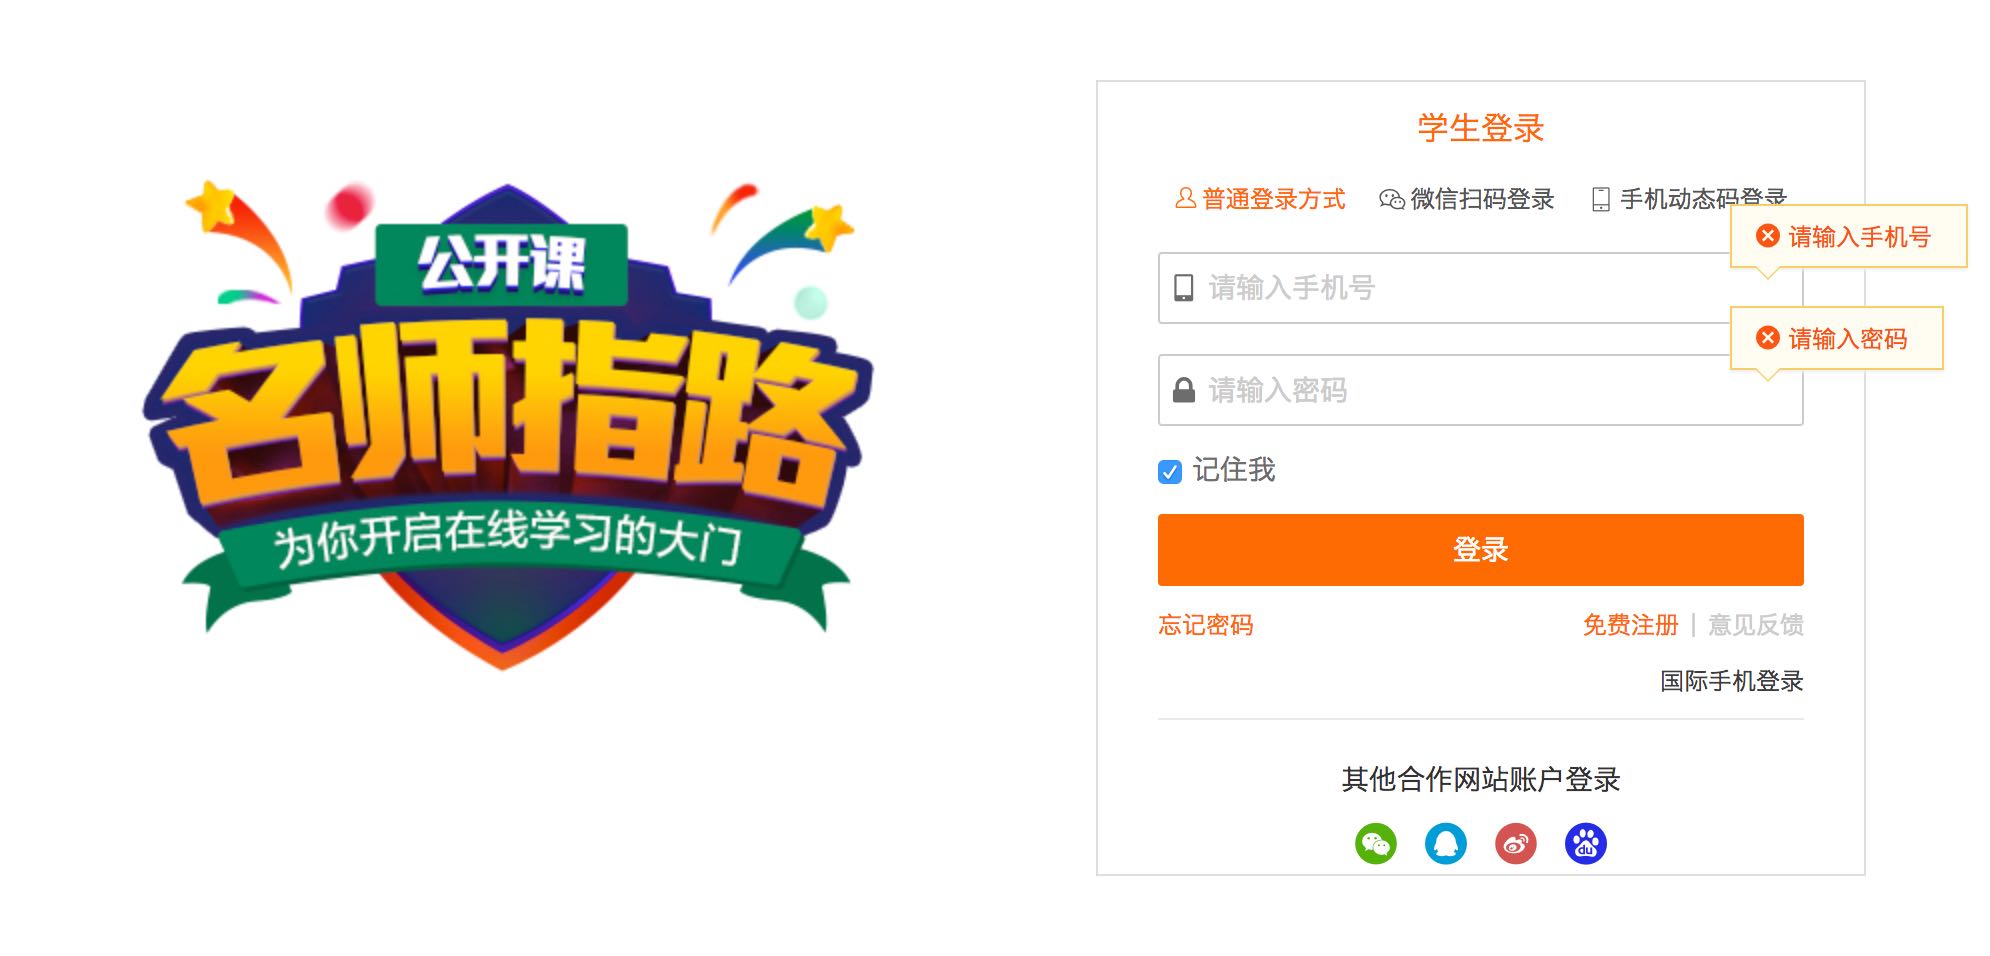 公开课
名师指路
为你开启在线学习的大门
学生登录
普通登录方式 微信扫码登录 手机动态码登录
请输入手机号
请输入手机号
请输入密码
请输入密码
记住我
登录
忘记密码 免费注册 | 意见反馈
国际手机登录
其他合作网站账户登录
du